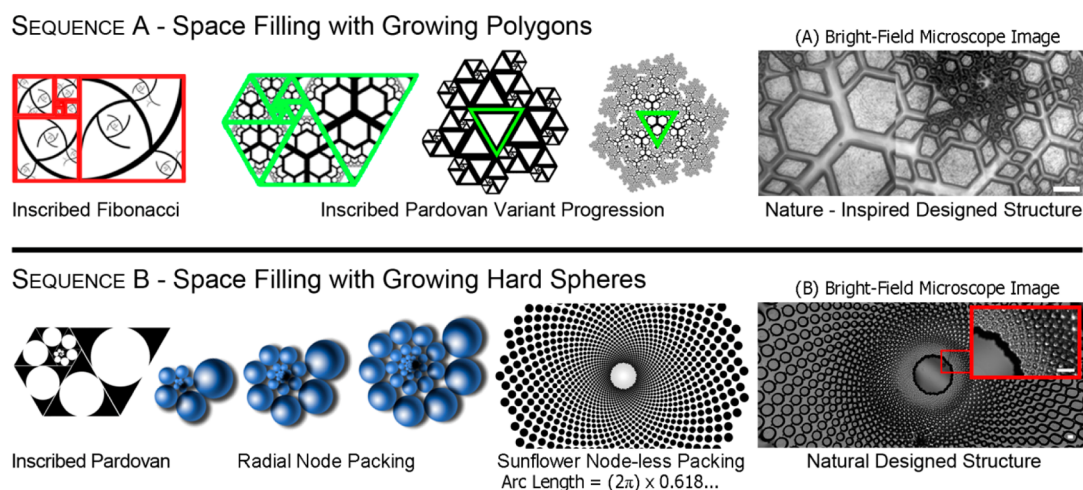 SEQUENCE A - Space Filling with Growing Polygons
(A) Bright-Field Microscope Image
Inscribed Fibonacci
Inscribed Pardovan Variant Progression
Nature - Inspired Designed Structure
SEQUENCE B - Space Filling with Growing Hard Spheres
(B) Bright-Field Microscope Image
Inscribed Pardovan
Radial Node Packing
Sunflower Node-less Packing
Arc Length = (2π) x 0.618...
Natural Designed Structure